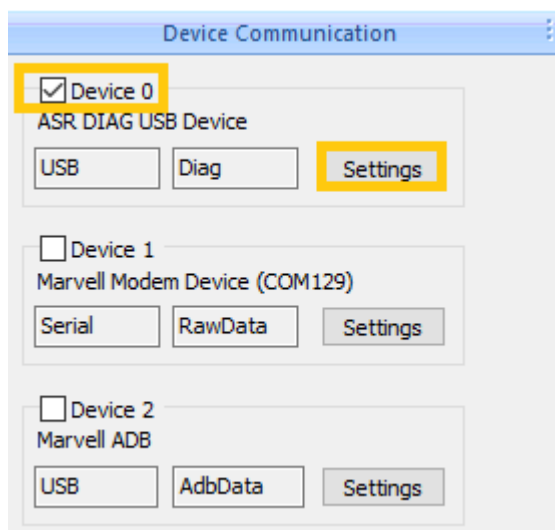 Device Communication
Device 0
ASR DIAG USB Device
USB Diag Settings
Device 1
Marvell Modem Device (COM129)
Serial RawData Settings
Device 2
Marvell ADB
USB AdbData Settings